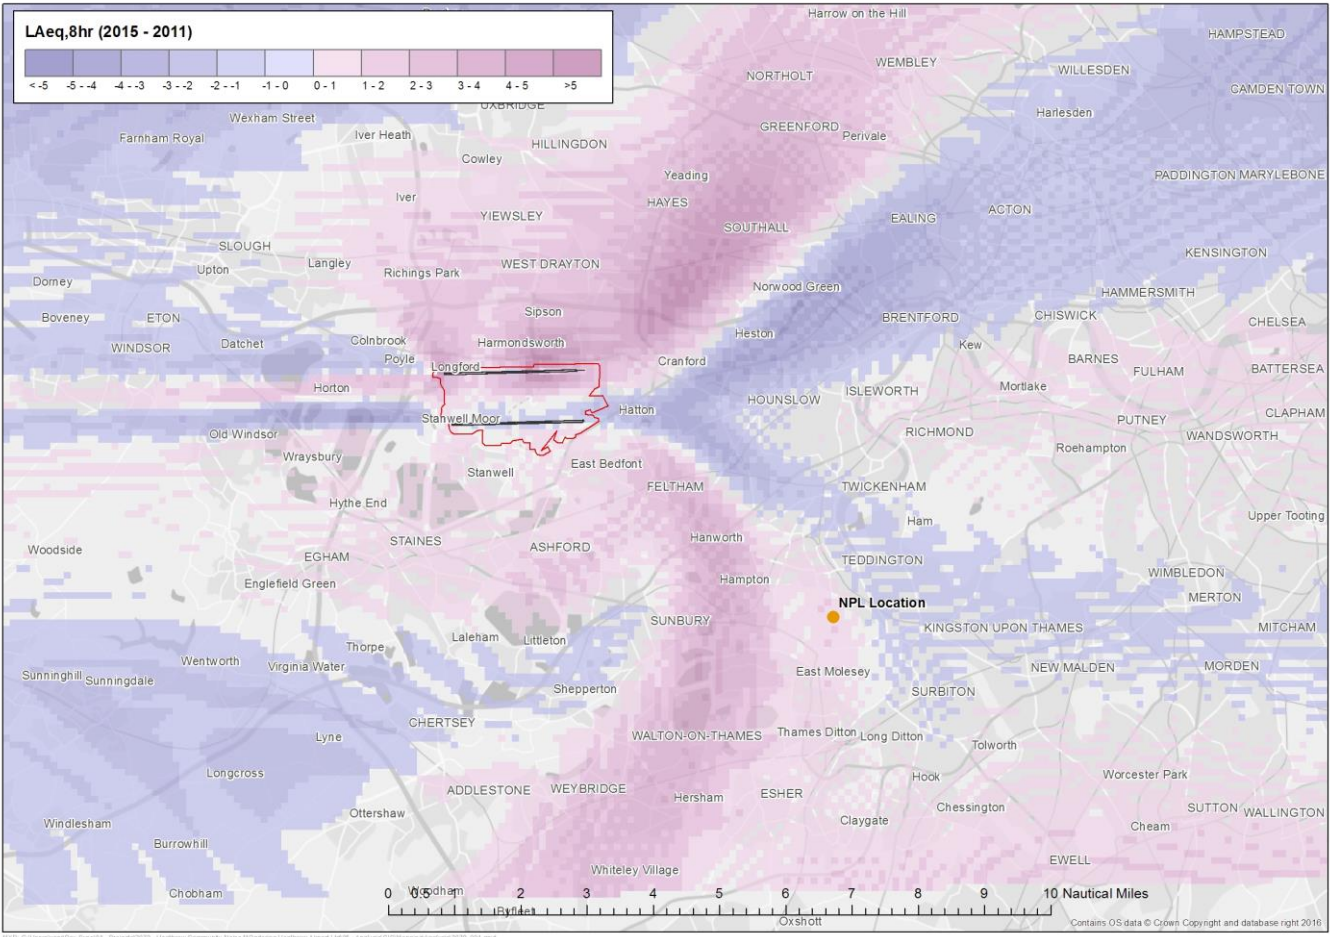 LAeq,8hr (2015 - 2011)
< -5 -5 - -4 -4 - -3 -3 - -2 -2 - -1 -1 - 0 0 - 1 1 - 2 2 - 3 3 - 4 4 - 5 >5
Harrow on the Hill
HAMPSTEAD
WEMBLEY
WILLESDEN
NORTHOLT
CAMDEN TOWN
UXBRIDGE
Harlesden
Wexham Street
GREENFORD
Iver Heath
Perivale
Farnham Royal
HILLINGDON
Cowley
Yeading
PADDINGTON MARYLEBONE
Iver
HAYES
ACTON
YIEWSLEY
EALING
SOUTHALL
SLOUGH
KENSINGTON
Langley
WEST DRAYTON
Upton
Richings Park
Dorney
Norwood Green
HAMMERSMITH
Sipson
Boveney
ETON
BRENTFORD
CHISWICK
CHELSEA
Heston
Colnbrook
Harmondsworth
Datchet
WINDSOR
Kew
Poyle
Cranford
BARNES
Longford
FULHAM
BATTERSEA
Horton
Mortlake
ISLEWORTH
HOUNSLOW
Hatton
CLAPHAM
Stanwell Moor
PUTNEY
RICHMOND
Old Windsor
WANDSWORTH
Roehampton
Wraysbury
East Bedfont
Stanwell
FELTHAM
TWICKENHAM
Hythe End
Upper Tooting
Ham
Hanworth
STAINES
ASHFORD
Woodside
EGHAM
TEDDINGTON
WIMBLEDON
Hampton
Englefield Green
MERTON
NPL Location
SUNBURY
KINGSTON UPON THAMES
MITCHAM
Laleham
Littleton
Thorpe
Wentworth
Virginia Water
NEW MALDEN
MORDEN
Sunninghill
East Molesey
Sunningdale
Shepperton
SURBITON
CHERTSEY
Thames Ditton
Lyne
WALTON-ON-THAMES
Long Ditton
Tolworth
Longcross
Worcester Park
Hook
ADDLESTONE
WEYBRIDGE
ESHER
Hersham
Chessington
SUTTON
WALLINGTON
Ottershaw
Claygate
Windlesham
Cheam
Burrowhill
EWELL
Whiteley Village
Chobham
Woodham
0 0.5 1 2 3 4 5 6 7 8 9 10 Nautical Miles
Byfleet
Oxshott
Contains OS data © Crown Copyright and database right 2016